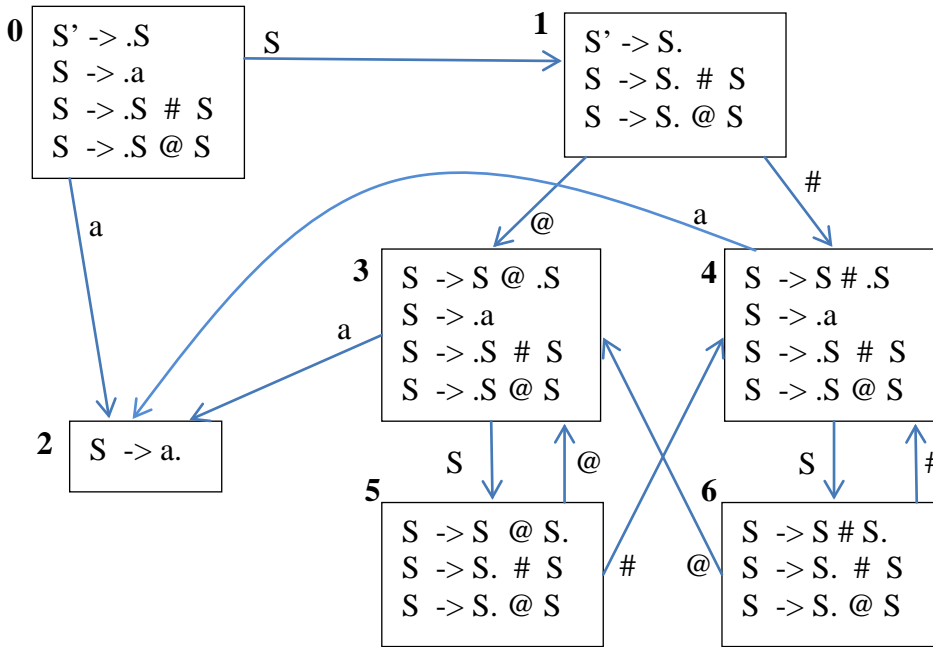 0
S' -> .S
S -> .a
S -> .S # S
S -> .S @ S
S
1
S' -> S.
S -> S. # S
S -> S. @ S
a
@
#
a
3
S -> S @ .S
S -> .a
S -> .S # S
S -> .S @ S
a
4
S -> S # .S
S -> .a
S -> .S # S
S -> .S @ S
2
S -> a.
S
@
S
#
5
S -> S @ S.
S -> S. # S
S -> S. @ S
#
@
6
S -> S # S.
S -> S. # S
S -> S. @ S